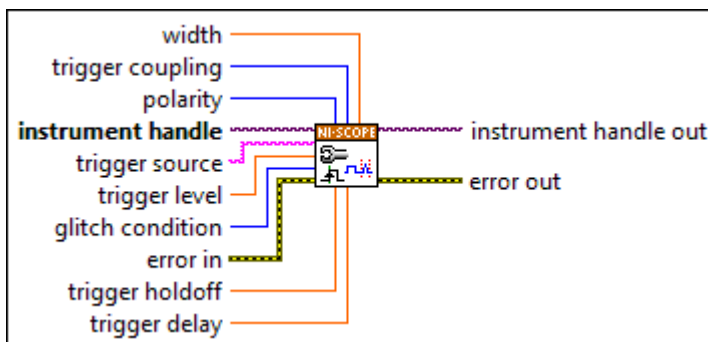 width
trigger coupling
polarity
instrument handle
NI-SCOPE
instrument handle out
trigger source
trigger level
error out
glitch condition
error in
trigger holdoff
trigger delay